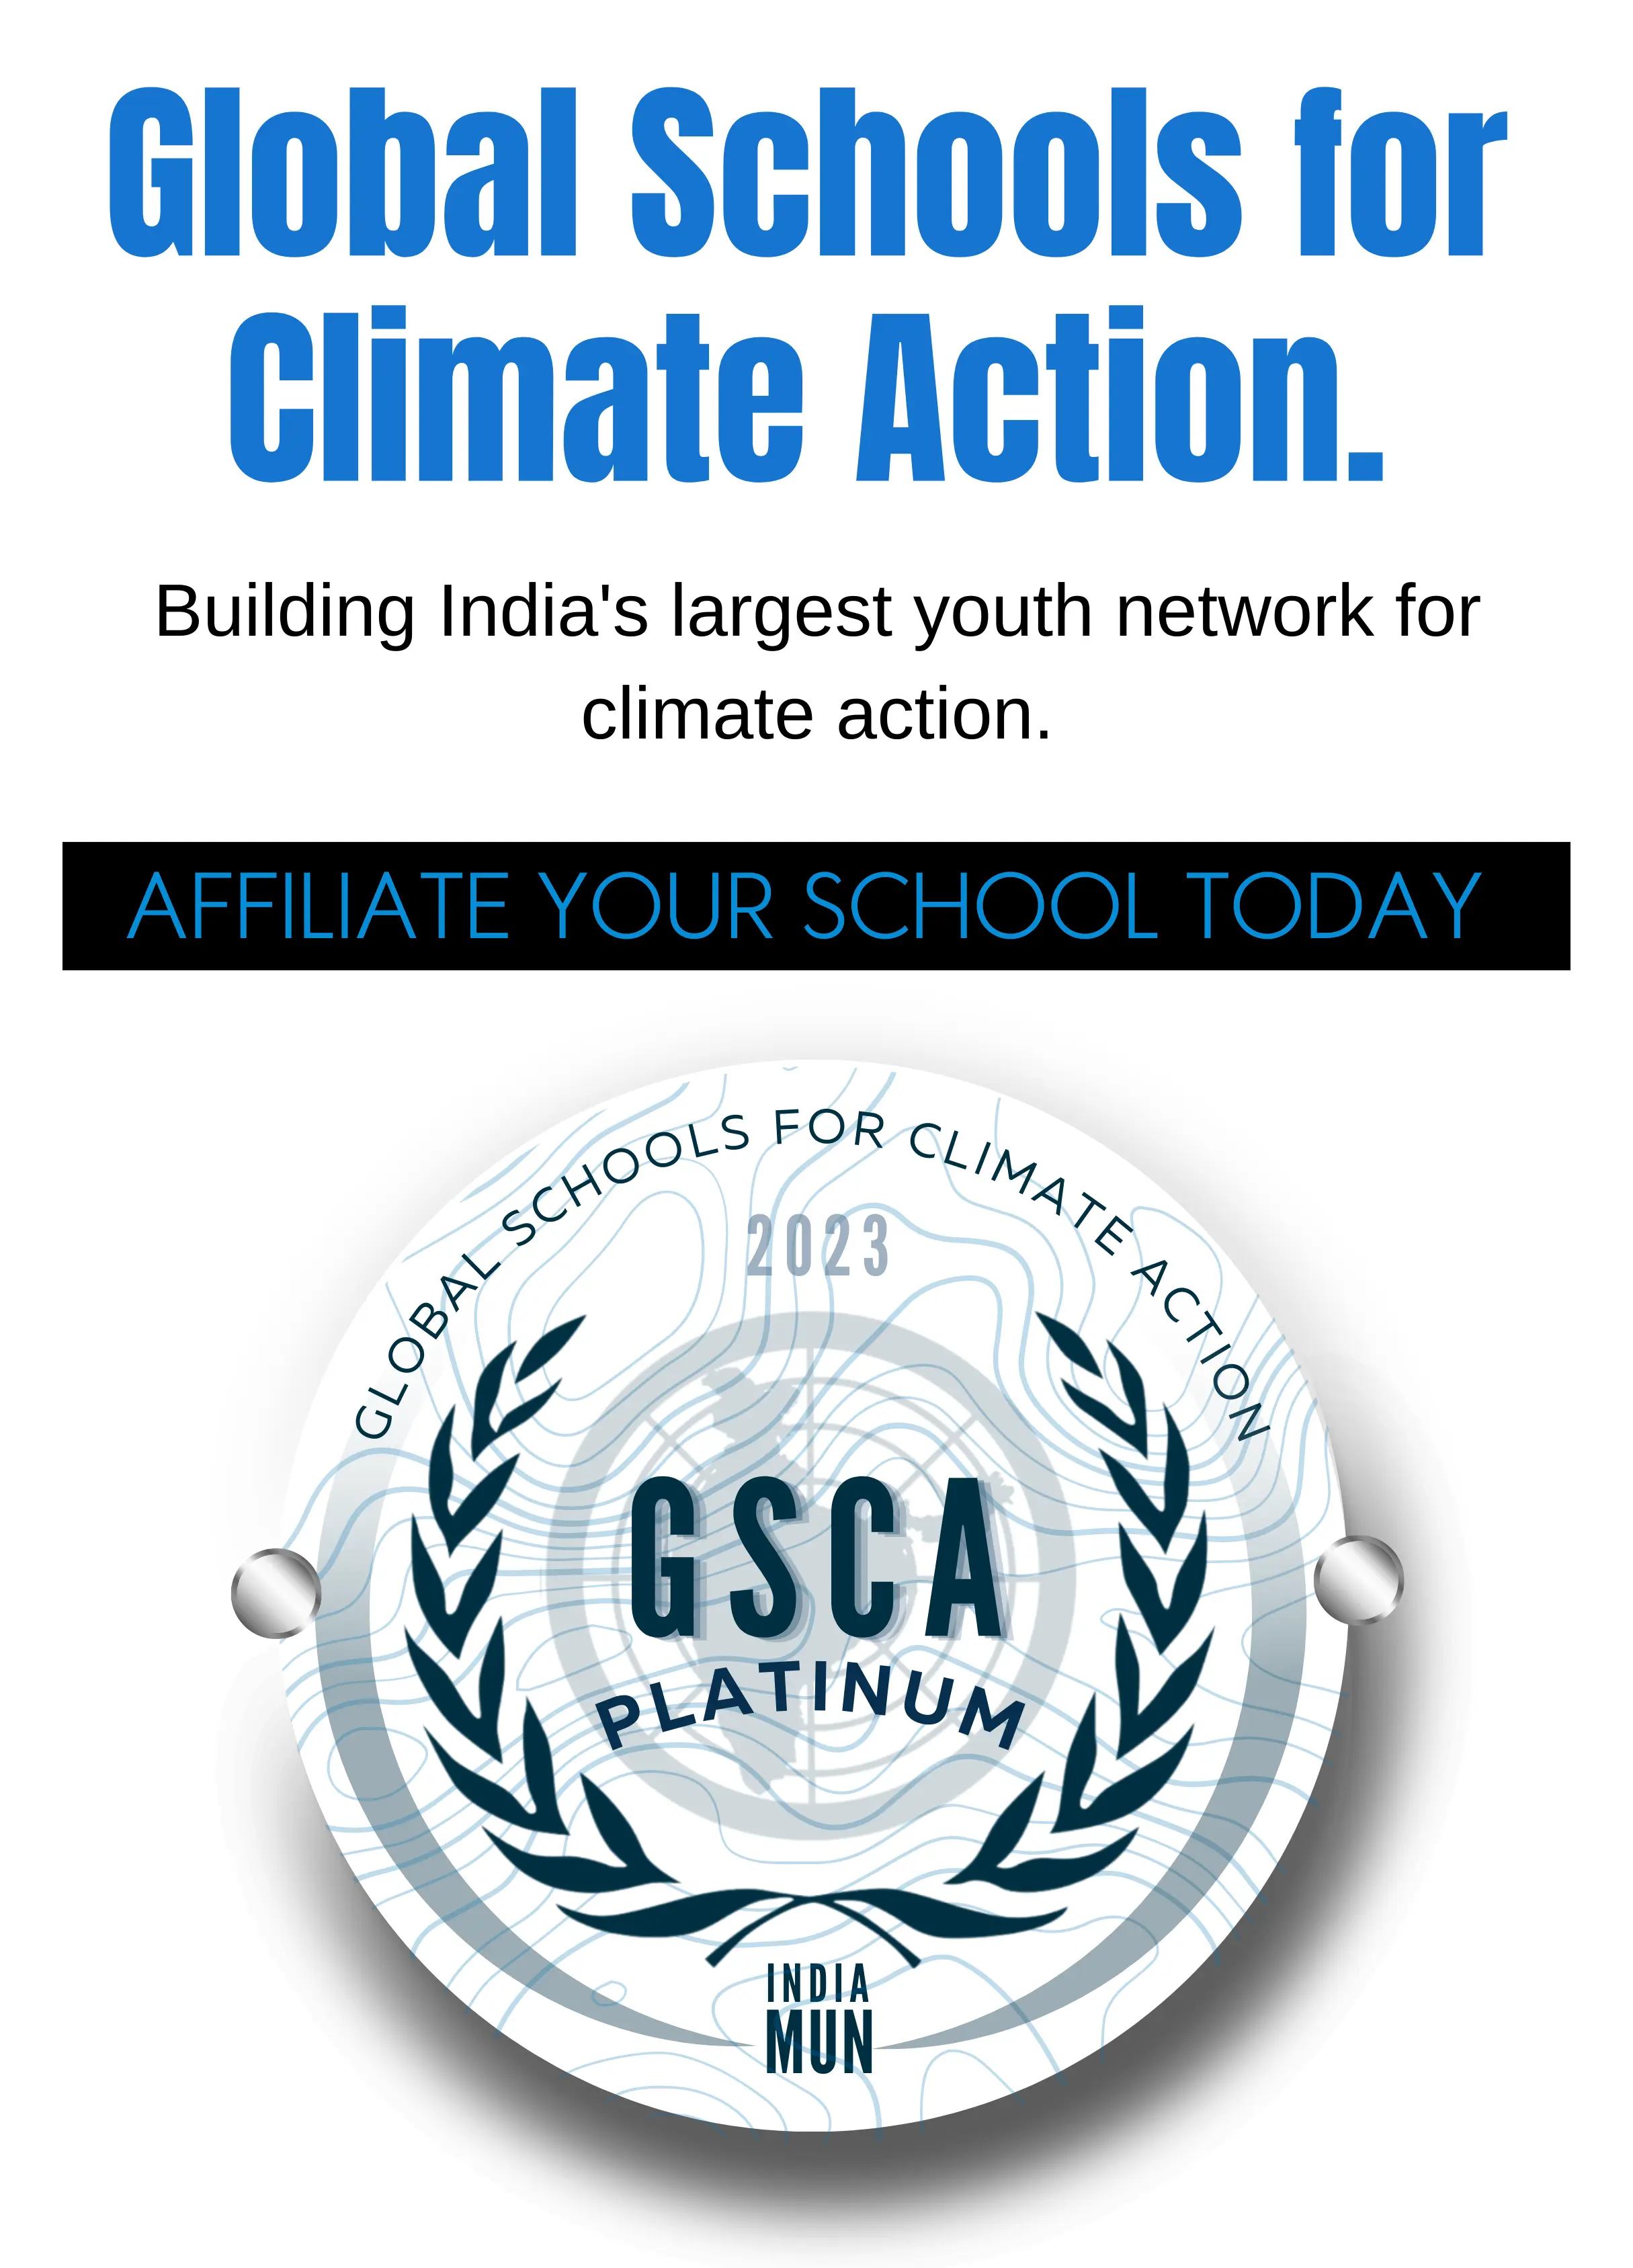 Global Schools for
Climate Action.
Building India's largest youth network for
climate action.
AFFILIATE YOUR SCHOOL TODAY
GLOBAL SCHOOLS FOR CLIMATE ACTION
2023
GSCA
PLATINUM
INDIA
MUN